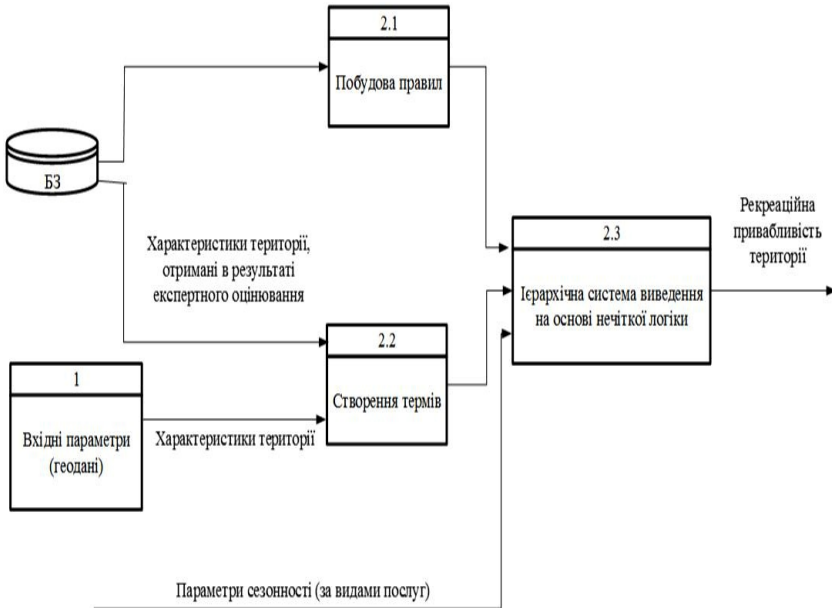 2.1
Побудова правил
БЗ
Характеристики території,
отримані в результаті
експертного оцінювання
Рекреаційна
привабливість
території
2.3
Ієрархічна система виведення
на основі нечіткої логіки
2.2
Створення термів
1
Вхідні параметри
(геодані)
Характеристики території
Параметри сезонності (за видами послуг)